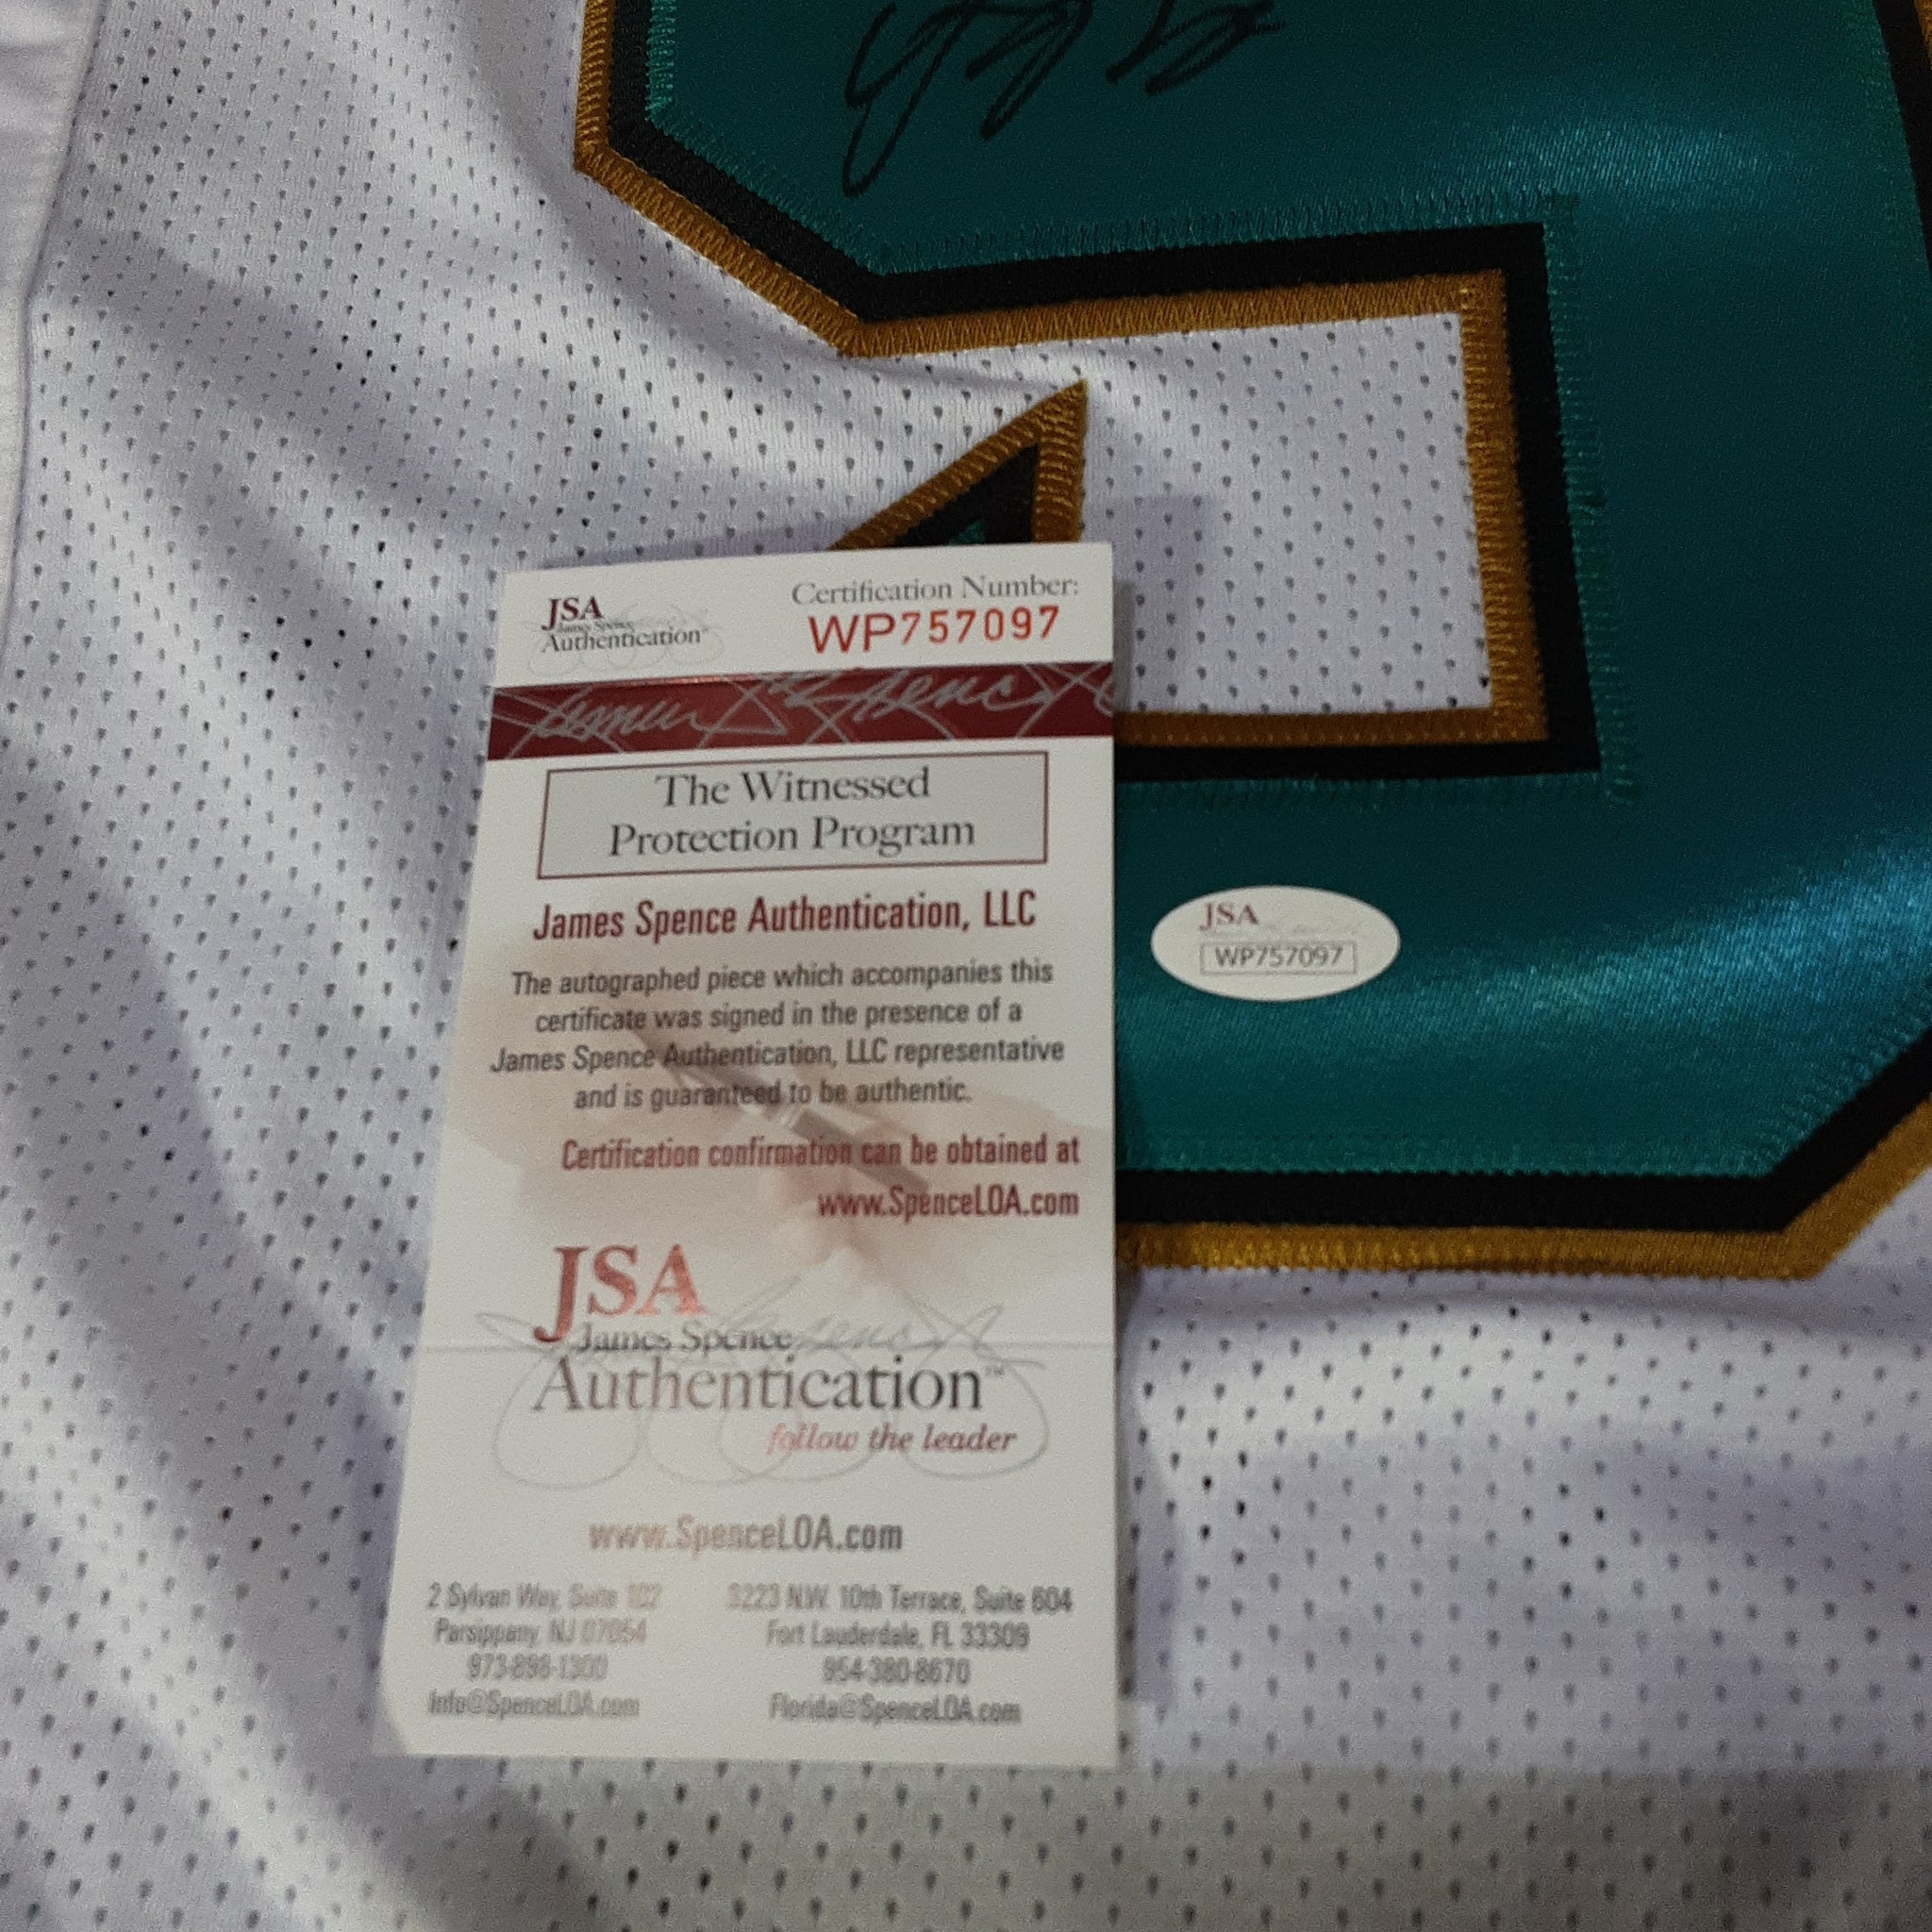 JSA
James Spence
Authentication
Certification Number:
WP757097
The Witnessed
Protection Program
James Spence Authentication, LLC
The autographed piece which accompanies this
certificate was signed in the presence of a
James Spence Authentication, LLC representative
and is guaranteed to be authentic.
Certification confirmation can be obtained at
www.SpenceLOA.com
JSA
James Spence
Authentication™
follow the leader
www.SpenceLOA.com
2 Sylvan Way, Suite 102
Parsippany, NJ 07054
973-898-1300
Info@SpenceLOA.com
3223 N.W. 10th Terrace, Suite 604
Fort Lauderdale, FL 33309
954-380-8670
Florida@SpenceLOA.com
JSA
WP757097